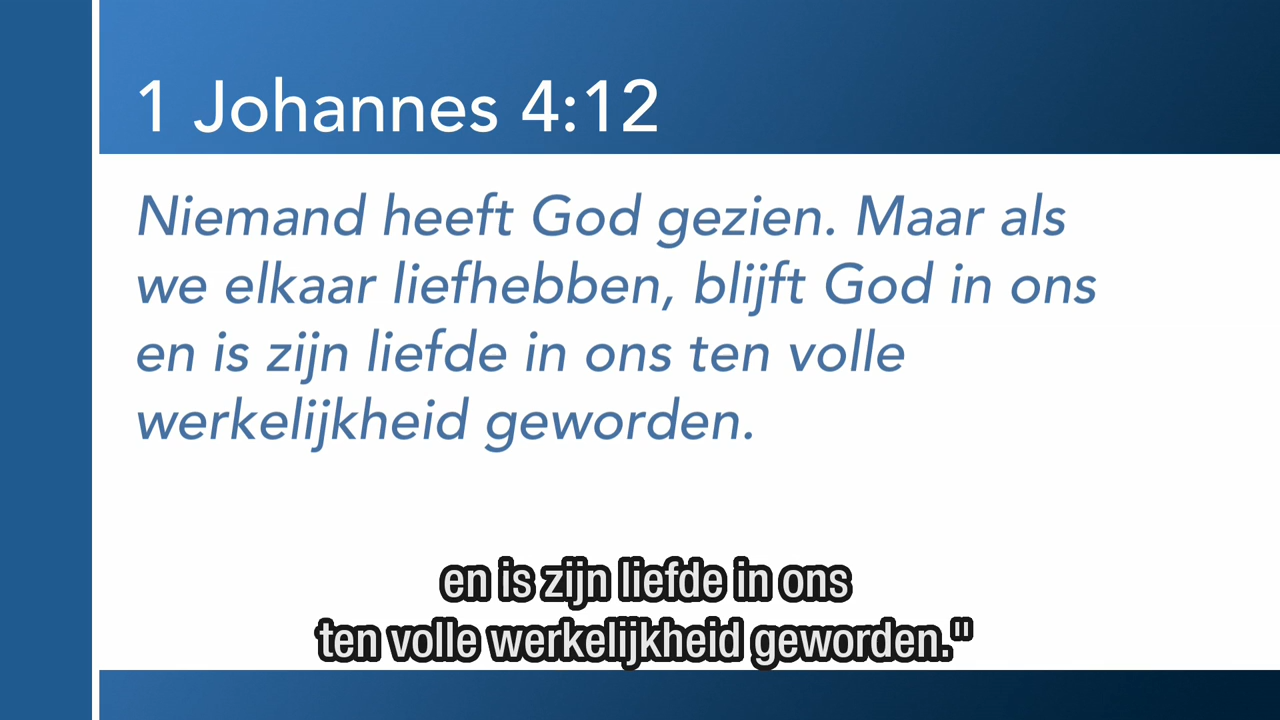 1 Johannes 4:12
Niemand heeft God gezien. Maar als
we elkaar liefhebben, blijft God in ons
en is zijn liefde in ons ten volle
werkelijkheid geworden.
en is zijn liefde in ons
ten volle werkelijkheid geworden."